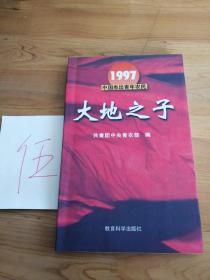 1997
中国杰出青年农民
大地之子
共青团中央青农部 编
教育科学出版社
伍